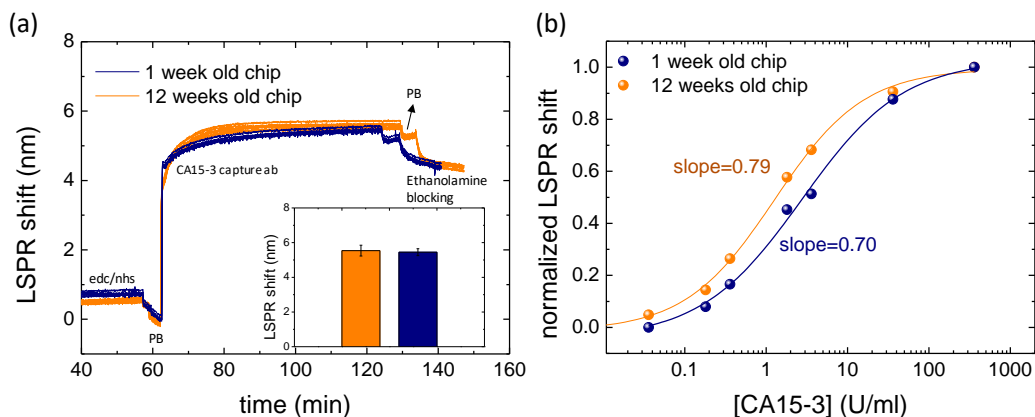 (a)
8
6
4
2
0
LSPR shift (nm)
1 week old chip
12 weeks old chip
PB
CA15-3 capture ab
Ethanolamine
blocking
edc/nhs
PB
8
6
4
2
0
LSPR shift (nm)
40 60 80 100 120 140 160
time (min)
(b)
1.0
0.8
0.6
0.4
0.2
0.0
normalized LSPR shift
1 week old chip
12 weeks old chip
slope=0.79
slope=0.70
0.1 1 10 100 1000
[CA15-3] (U/ml)